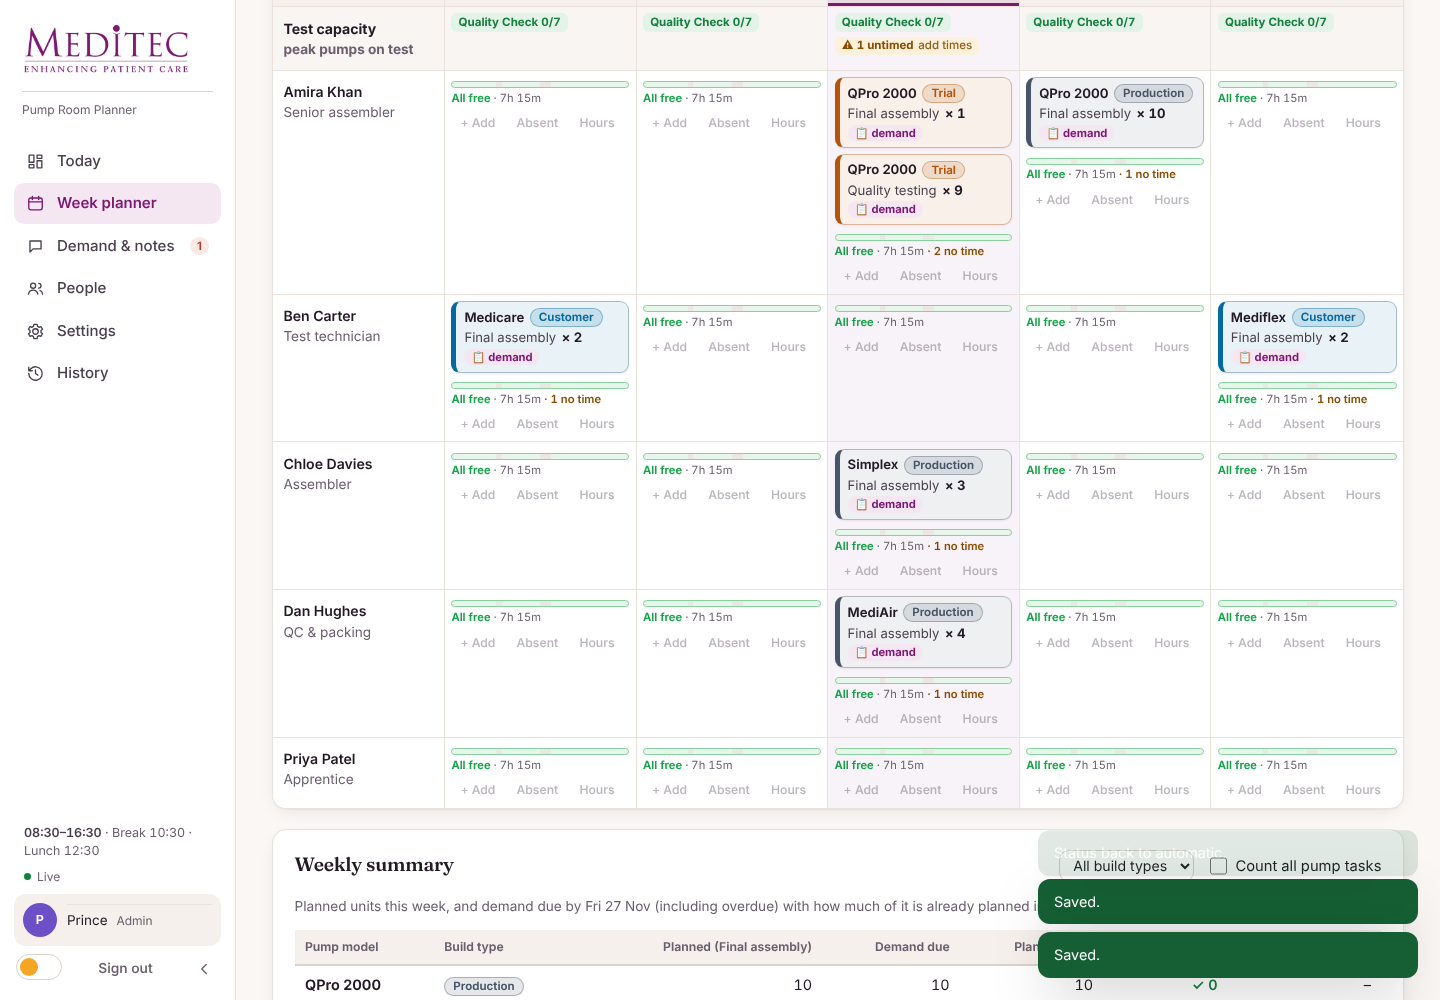 MEDITEC
ENHANCING PATIENT CARE
Pump Room Planner
Today
Week planner
Demand & notes 1
People
Settings
History
08:30–16:30 · Break 10:30 ·
Lunch 12:30
Live
P Prince Admin
Sign out
Test capacity
peak pumps on test
Quality Check 0/7
Quality Check 0/7
Quality Check 0/7
1 untimed add times
Quality Check 0/7
Quality Check 0/7
Amira Khan
Senior assembler
All free · 7h 15m
+ Add Absent Hours
All free · 7h 15m
+ Add Absent Hours
QPro 2000 Trial
Final assembly × 1
📋 demand
QPro 2000 Trial
Quality testing × 9
📋 demand
All free · 7h 15m · 2 no time
+ Add Absent Hours
QPro 2000 Production
Final assembly × 10
📋 demand
All free · 7h 15m · 1 no time
+ Add Absent Hours
All free · 7h 15m
+ Add Absent Hours
Ben Carter
Test technician
Medicare Customer
Final assembly × 2
📋 demand
All free · 7h 15m · 1 no time
+ Add Absent Hours
All free · 7h 15m
+ Add Absent Hours
All free · 7h 15m
+ Add Absent Hours
All free · 7h 15m
+ Add Absent Hours
Mediflex Customer
Final assembly × 2
📋 demand
All free · 7h 15m · 1 no time
+ Add Absent Hours
Chloe Davies
Assembler
All free · 7h 15m
+ Add Absent Hours
All free · 7h 15m
+ Add Absent Hours
Simplex Production
Final assembly × 3
📋 demand
All free · 7h 15m · 1 no time
+ Add Absent Hours
All free · 7h 15m
+ Add Absent Hours
All free · 7h 15m
+ Add Absent Hours
Dan Hughes
QC & packing
All free · 7h 15m
+ Add Absent Hours
All free · 7h 15m
+ Add Absent Hours
MediAir Production
Final assembly × 4
📋 demand
All free · 7h 15m · 1 no time
+ Add Absent Hours
All free · 7h 15m
+ Add Absent Hours
All free · 7h 15m
+ Add Absent Hours
Priya Patel
Apprentice
All free · 7h 15m
+ Add Absent Hours
All free · 7h 15m
+ Add Absent Hours
All free · 7h 15m
+ Add Absent Hours
All free · 7h 15m
+ Add Absent Hours
All free · 7h 15m
+ Add Absent Hours
Weekly summary
Status back to automatic.
All build types Count all pump tasks
Saved.
Saved.
Planned units this week, and demand due by Fri 27 Nov (including overdue) with how much of it is already planned
Pump model Build type Planned (Final assembly) Demand due
QPro 2000 Production 10 10 10 ✓ 0 –